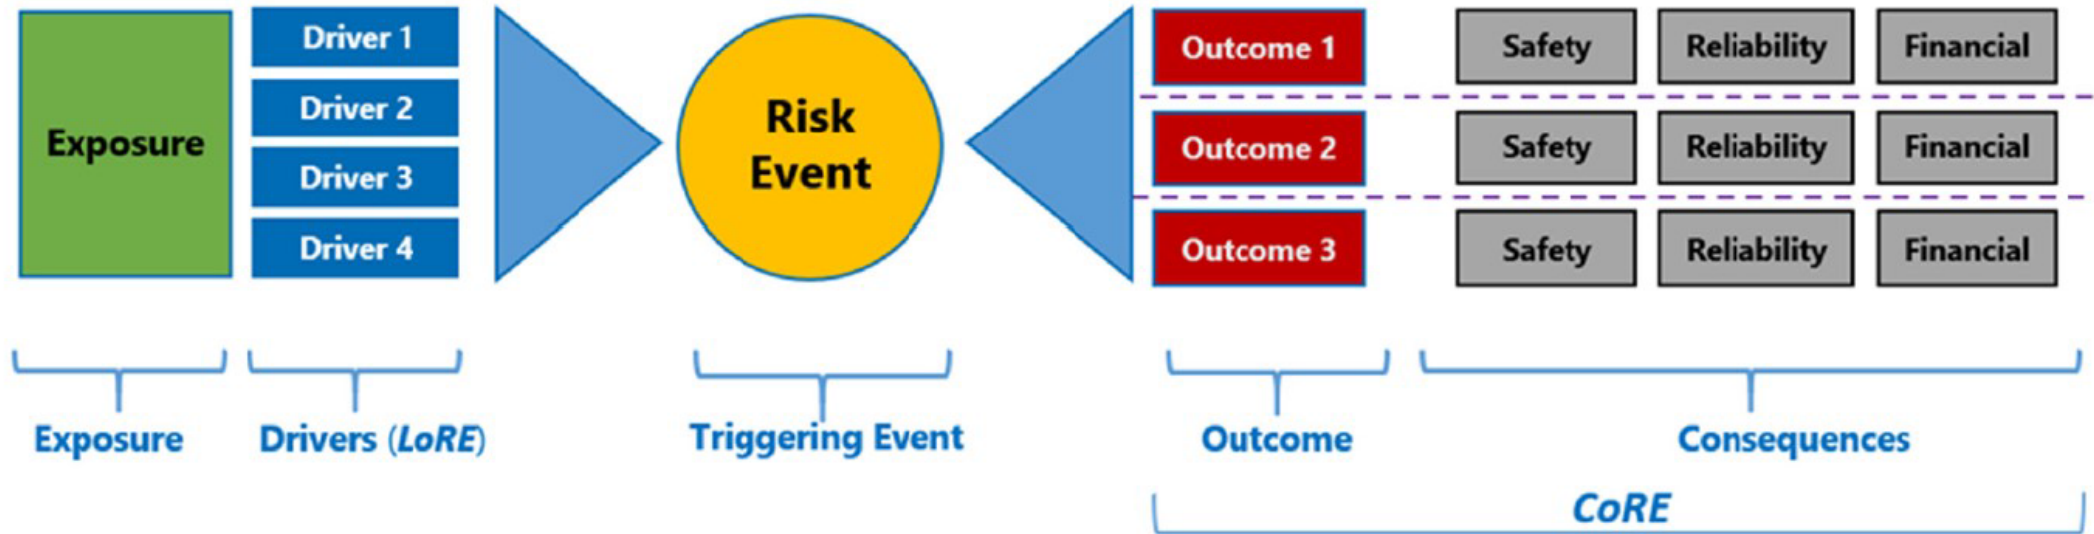 Exposure
Driver 1
Driver 2
Driver 3
Driver 4
Risk
Event
Outcome 1
Safety
Reliability
Financial
Outcome 2
Safety
Reliability
Financial
Outcome 3
Safety
Reliability
Financial
Exposure
Drivers (LoRE)
Triggering Event
Outcome
Consequences
CoRE